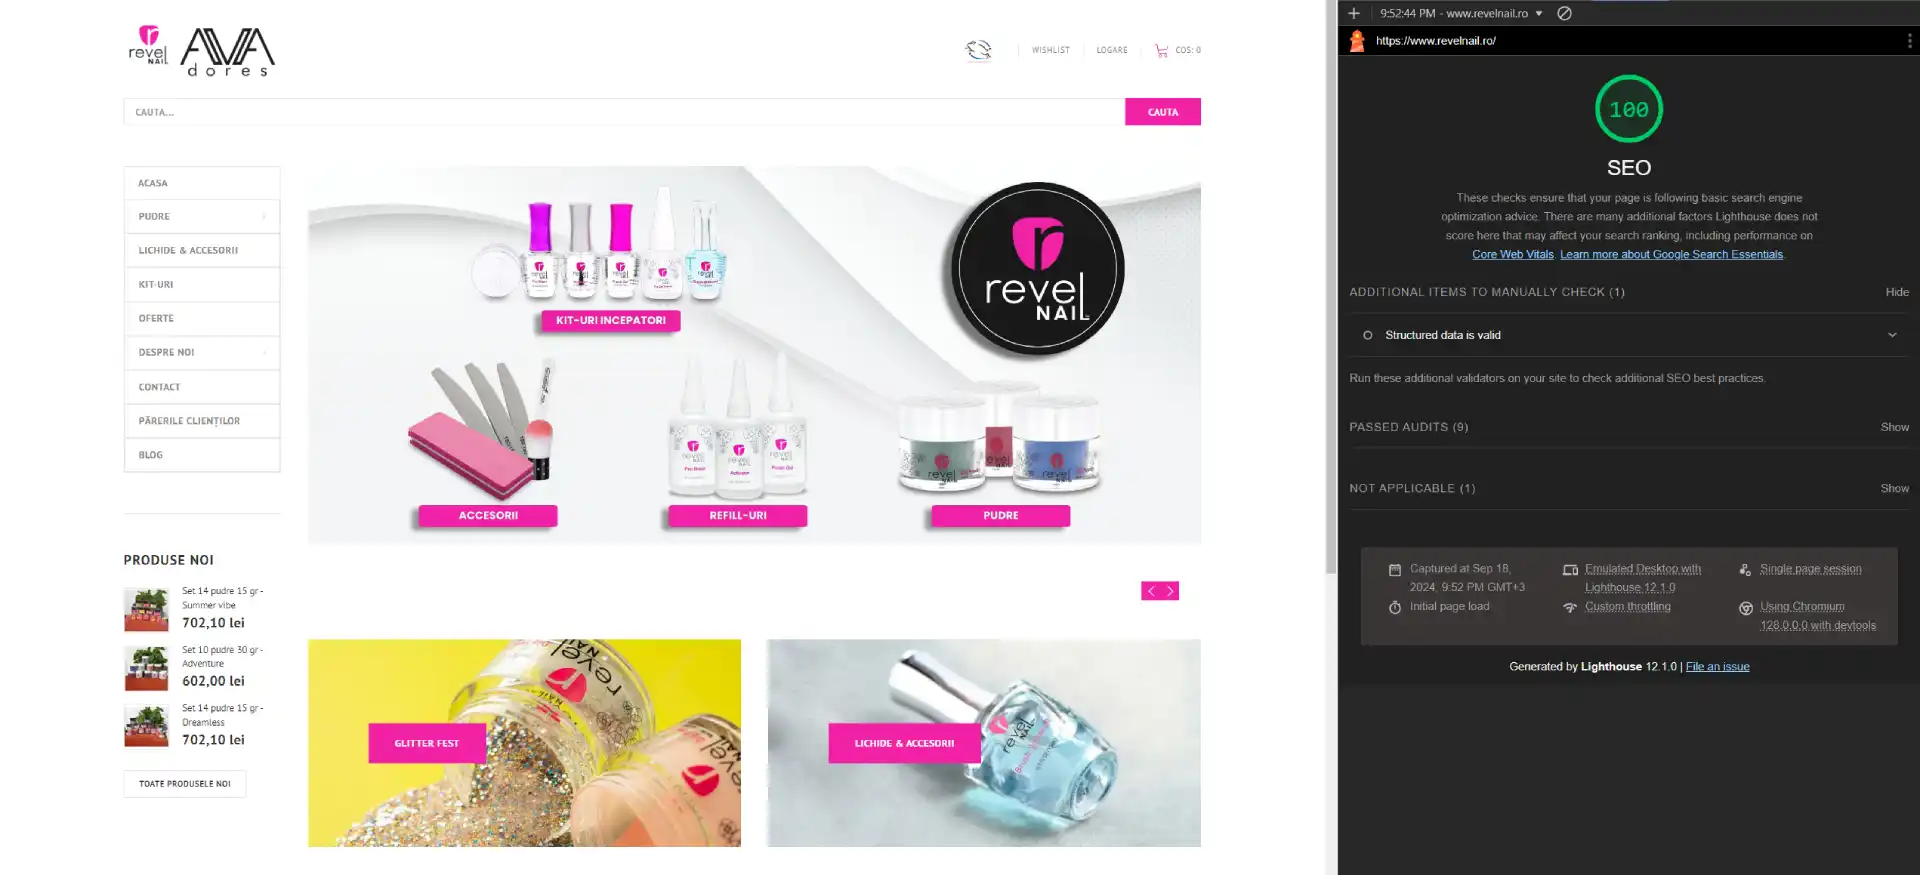 revel
NAIL
AVA
dores
WISHLIST
LOGARE
COS: 0
CAUTA...
CAUTA
ACASA
PUDRE
LICHIDE & ACCESORII
KIT-URI
OFERTE
DESPRE NOI
CONTACT
PĂRERILE CLIENȚILOR
BLOG
revel
NAIL
KIT-URI INCEPATORI
ACCESORII
REFILL-URI
PUDRE
PRODUSE NOI
Set 14 pudre 15 gr -
Summer vibe
702,10 lei
Set 10 pudre 30 gr -
Adventure
602,00 lei
Set 14 pudre 15 gr -
Dreamless
702,10 lei
TOATE PRODUSELE NOI
revel
NAIL
GLITTER FEST
revel
NAIL
LICHIDE & ACCESORII
9:52:44 PM - www.revelnail.ro
https://www.revelnail.ro/
100
SEO
These checks ensure that your page is following basic search engine
optimization advice. There are many additional factors Lighthouse does not
score here that may affect your search ranking, including performance on
Core Web Vitals. Learn more about Google Search Essentials.
ADDITIONAL ITEMS TO MANUALLY CHECK (1)
Hide
Structured data is valid
Run these additional validators on your site to check additional SEO best practices.
PASSED AUDITS (9)
Show
NOT APPLICABLE (1)
Show
Captured at Sep 18,
2024, 9:52 PM GMT+3
Emulated Desktop with
Lighthouse 12.1.0
Single page session
Initial page load
Custom throttling
Using Chromium
128.0.0.0 with devtools
Generated by Lighthouse 12.1.0 | File an issue